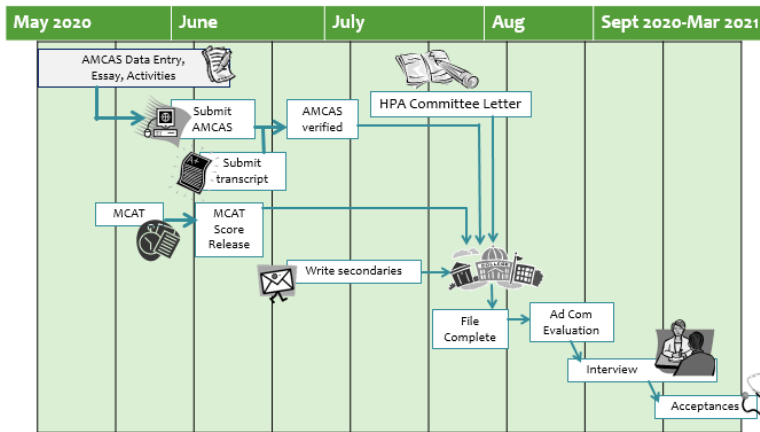 May 2020
June
July
Aug
Sept 2020-Mar 2021
AMCAS Data Entry,
Essay, Activities
HPA Committee Letter
Submit
AMCAS
AMCAS
verified
A+
Submit
transcript
MCAT
MCAT
Score
Release
Write secondaries
COLLEGE
File
Complete
Ad Com
Evaluation
Interview
Acceptances